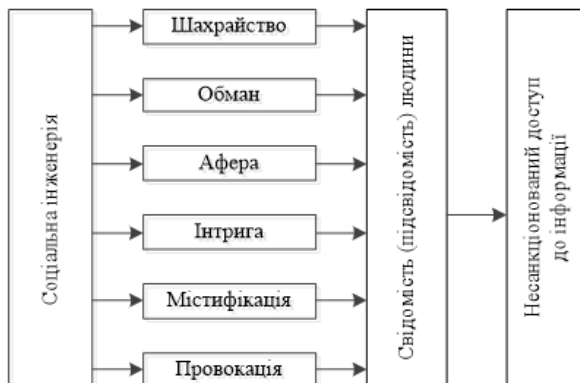 Соціальна інженерія
Шахрайство
Обман
Афера
Інтрига
Містифікація
Провокація
Свідомість (підсвідомість) людини
Несанкціонований доступ
до інформації